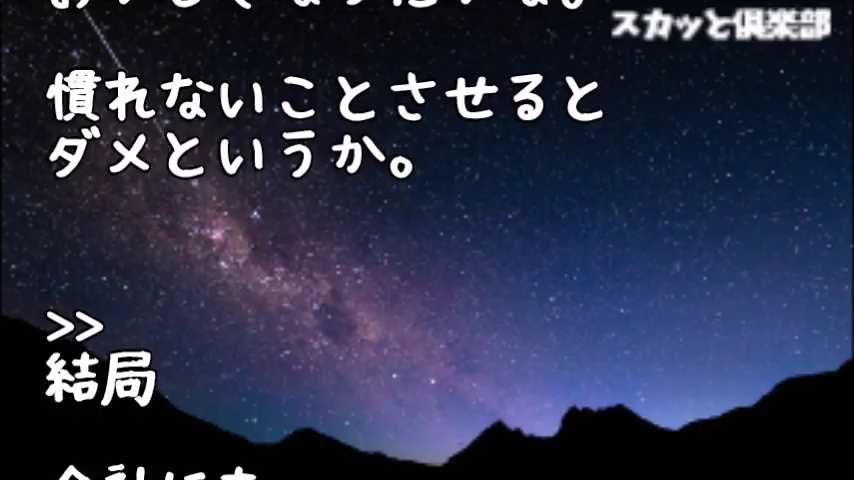 スカッと倶楽部
慣れないことさせると
ダメというか。
>>
結局